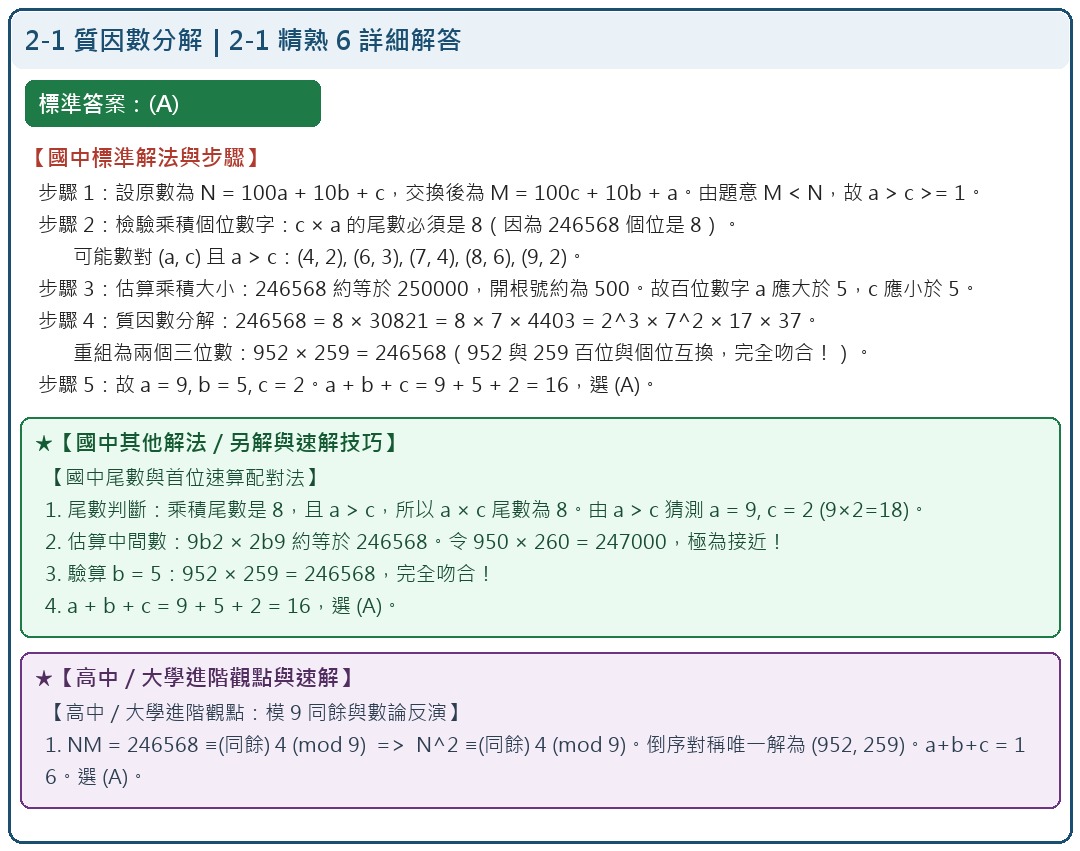 2-1 質因數分解 | 2-1 精熟 6 詳細解答
標準答案：(A)
【國中標準解法與步驟】
步驟 1：設原數為 N = 100a + 10b + c，交換後為 M = 100c + 10b + a。由題意 M < N，故 a > c >= 1。
步驟 2：檢驗乘積個位數字：c × a 的尾數必須是 8（因為 246568 個位是 8）。
可能數對 (a, c) 且 a > c：(4, 2), (6, 3), (7, 4), (8, 6), (9, 2)。
步驟 3：估算乘積大小：246568 約等於 250000，開根號約為 500。故百位數字 a 應大於 5，c 應小於 5。
步驟 4：質因數分解：246568 = 8 × 30821 = 8 × 7 × 4403 = 2^3 × 7^2 × 17 × 37。
重組為兩個三位數：952 × 259 = 246568（952 與 259 百位與個位互換，完全吻合！）。
步驟 5：故 a = 9, b = 5, c = 2。a + b + c = 9 + 5 + 2 = 16，選 (A)。
★【國中其他解法 / 另解與速解技巧】
【國中尾數與首位速算配對法】
1. 尾數判斷：乘積尾數是 8，且 a > c，所以 a × c 尾數為 8。由 a > c 猜測 a = 9, c = 2 (9×2=18)。
2. 估算中間數：9b2 × 2b9 約等於 246568。令 950 × 260 = 247000，極為接近！
3. 驗算 b = 5：952 × 259 = 246568，完全吻合！
4. a + b + c = 9 + 5 + 2 = 16，選 (A)。
★【高中 / 大學進階觀點與速解】
【高中 / 大學進階觀點：模 9 同餘與數論反演】
1. NM = 246568 ≡(同餘) 4 (mod 9) => N^2 ≡(同餘) 4 (mod 9)。倒序對稱唯一解為 (952, 259)。a+b+c = 1
6。選 (A)。